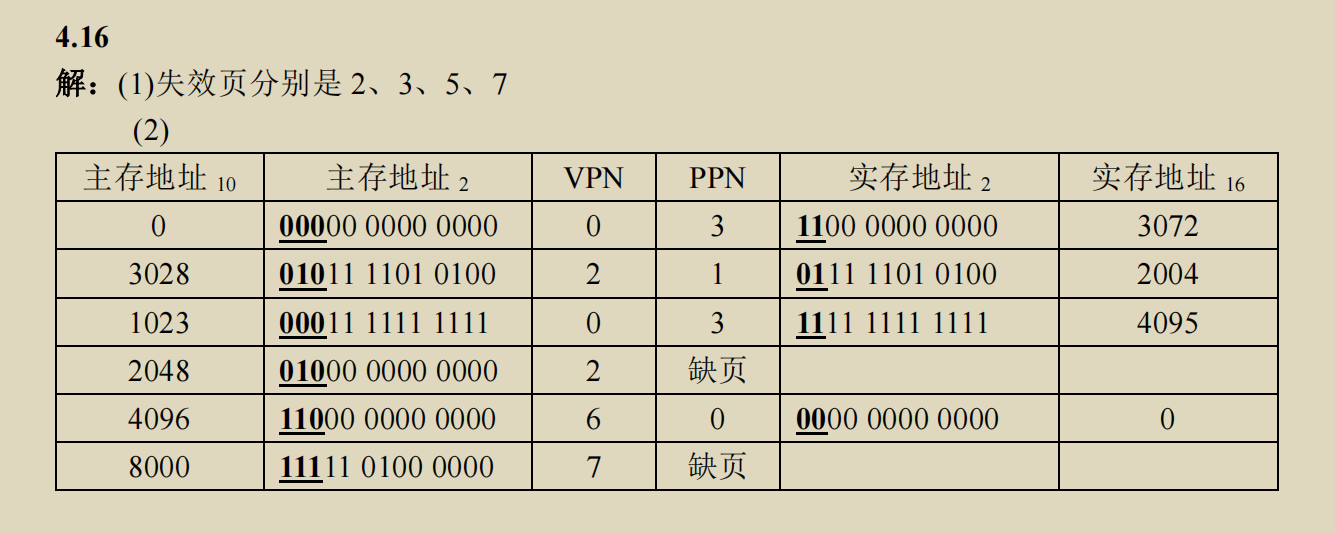 4.16
解：(1)失效页分别是 2、3、5、7
(2)
主存地址 10 主存地址 2 VPN PPN 实存地址 2 实存地址 16
0 00000 0000 0000 0 3 1100 0000 0000 3072
3028 01011 1101 0100 2 1 0111 1101 0100 2004
1023 00011 1111 1111 0 3 1111 1111 1111 4095
2048 01000 0000 0000 2 缺页
4096 11000 0000 0000 6 0 0000 0000 0000 0
8000 11111 0100 0000 7 缺页